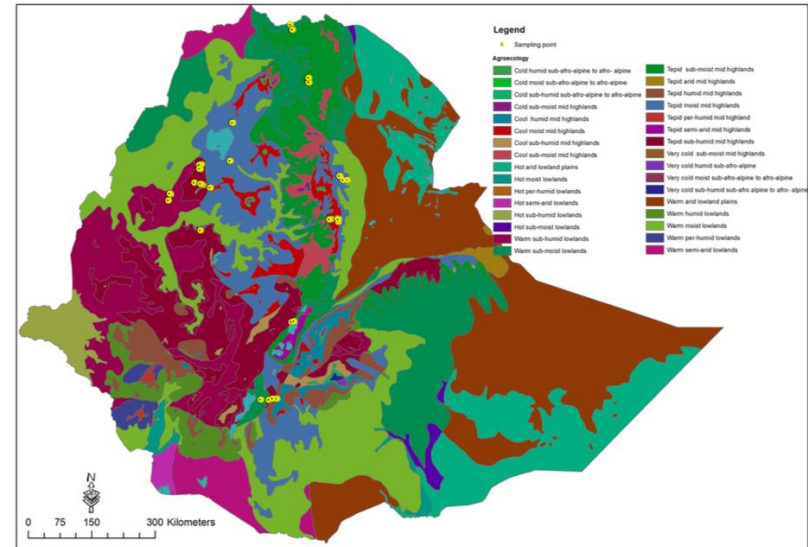 Legend
Sampling point
Agroecology
Cold humid sub-afro-alpine to afro- alpine
Cold moist sub-afro-alpine to afro- alpine
Cold sub-humid sub-afro-alpine to afro-alpine
Cold sub-moist mid highlands
Cool humid mid highlands
Cool moist mid highlands
Cool sub-humid mid highlands
Cool sub-moist mid highlands
Hot arid lowland plains
Hot moist lowlands
Hot per-humid lowlands
Hot semi-arid lowlands
Hot sub-humid lowlands
Hot sub-moist lowlands
Warm sub-humid lowlands
Warm sub-moist lowlands
Tepid sub-moist mid highlands
Tepid arid mid highlands
Tepid humid mid highlands
Tepid moist mid highlands
Tepid per-humid mid highland
Tepid semi-arid mid highlands
Tepid sub-humid mid highlands
Very cold sub-moist mid highlands
Very cold humid sub-afro-alpine
Very cold moist sub-afro-alpine to afro-alpine
Very cold sub-humid sub-afro alpine to afro- alpine
Warm arid lowland plains
Warm humid lowlands
Warm moist lowlands
Warm per-humid lowlands
Warm semi-arid lowlands
N
0 75 150 300 Kilometers